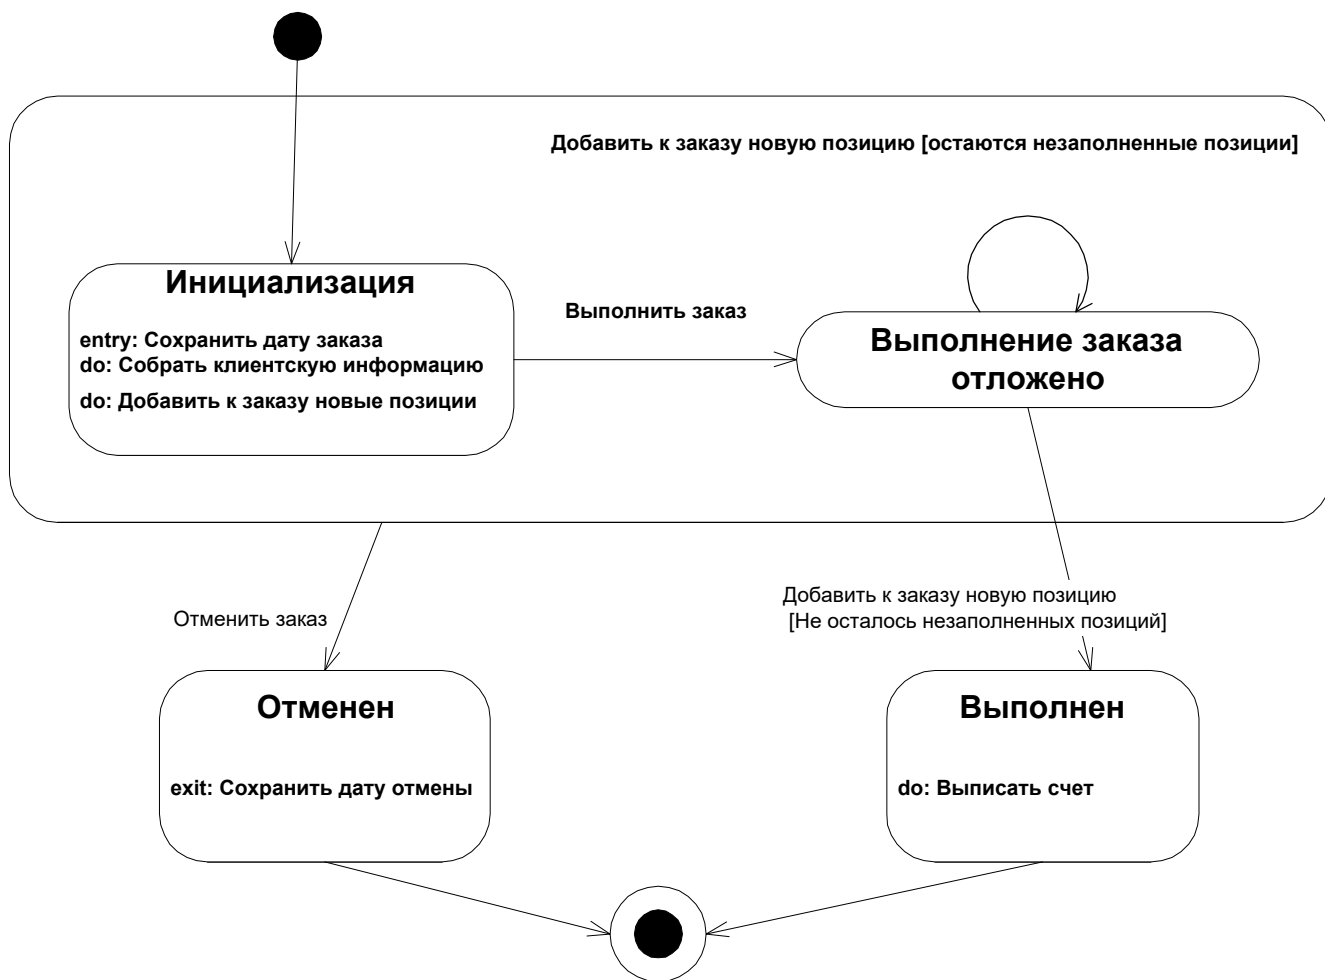 Добавить к заказу новую позицию [остаются незаполненные позиции]
Инициализация
entry: Сохранить дату заказа
do: Собрать клиентскую информацию
do: Добавить к заказу новые позиции
Выполнить заказ
Выполнение заказа
отложено
Отменить заказ
Добавить к заказу новую позицию
[Не осталось незаполненных позиций]
Отменен
exit: Сохранить дату отмены
Выполнен
do: Выписать счет